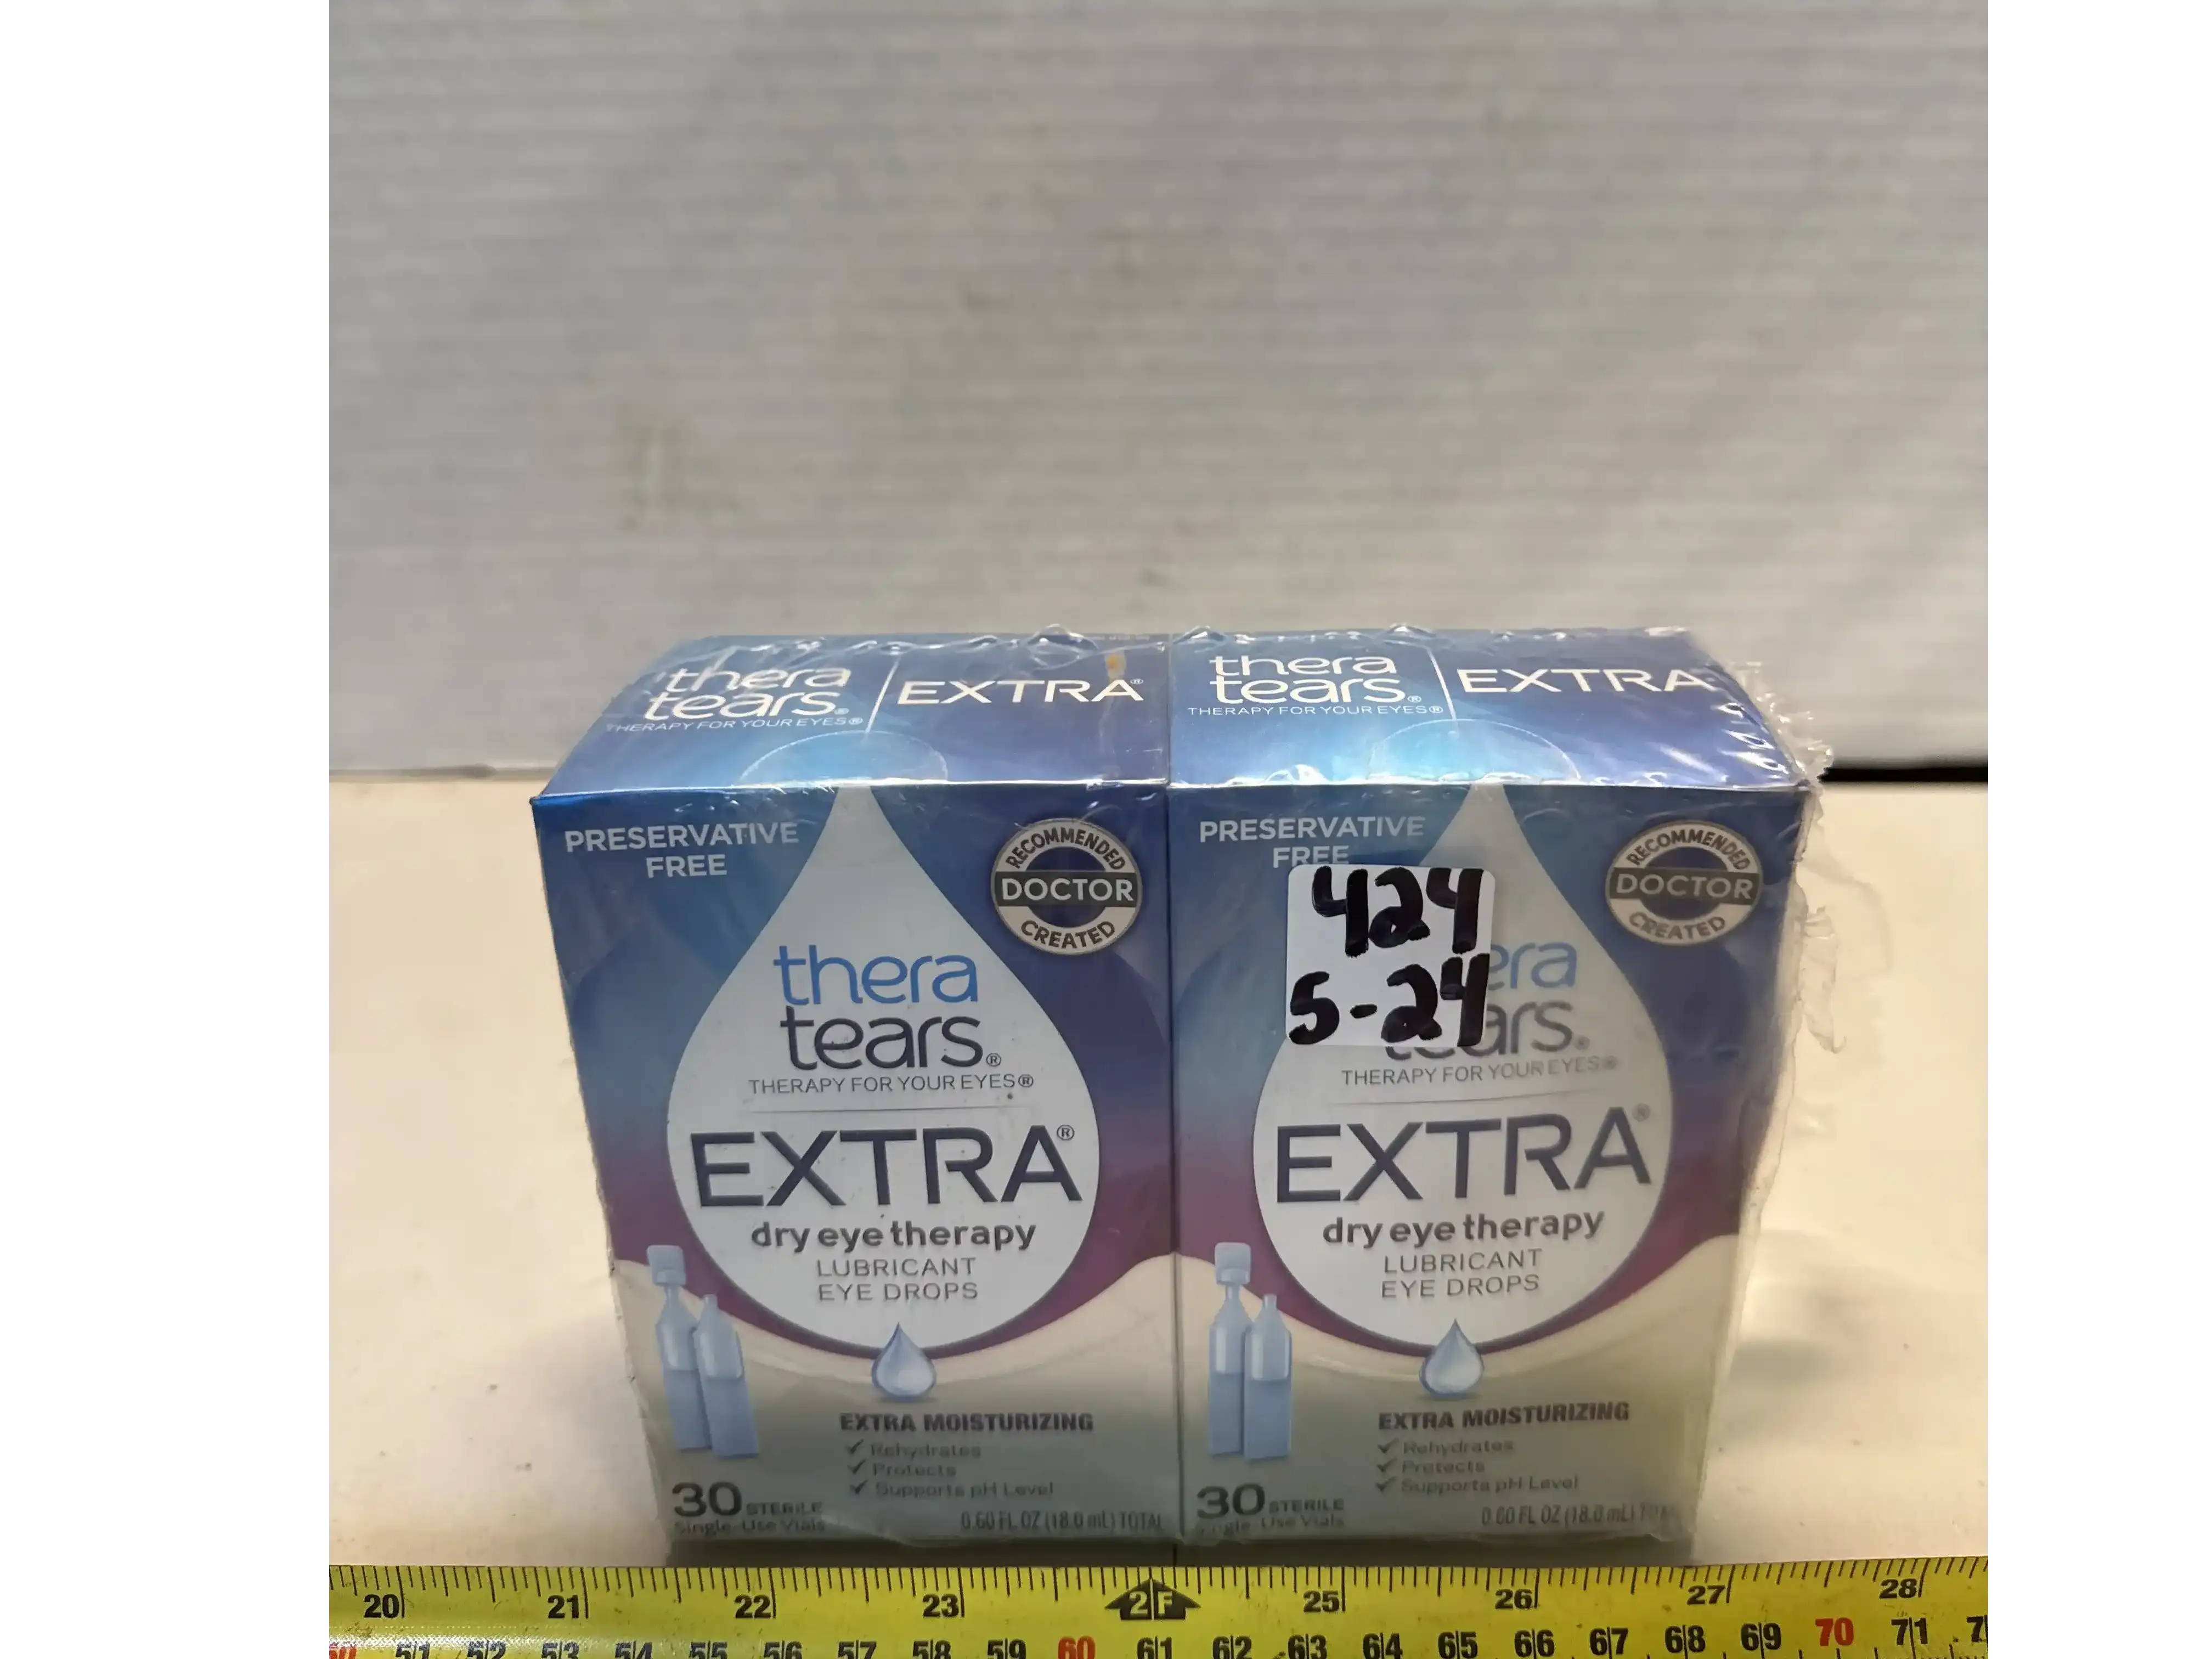 thera
tears®
THERAPY FOR YOUR EYES®
EXTRA®
thera
tears®
THERAPY FOR YOUR EYES®
EXTRA
PRESERVATIVE
FREE
RECOMMENDED
DOCTOR
CREATED
thera
tears®
THERAPY FOR YOUR EYES®
EXTRA®
dry eye therapy
LUBRICANT
EYE DROPS
EXTRA MOISTURIZING
✓ Rehydrates
✓ Protects
✓ Supports pH Level
30 STERILE
Single-Use Vials
0.60 FL OZ (18.0 mL) TOTAL
PRESERVATIVE
FREE
RECOMMENDED
DOCTOR
CREATED
424
5-24
era
tears®
THERAPY FOR YOUR EYES®
EXTRA®
dry eye therapy
LUBRICANT
EYE DROPS
EXTRA MOISTURIZING
✓ Rehydrates
✓ Protects
✓ Supports pH Level
30 STERILE
Single-Use Vials
0.60 FL OZ (18.0 mL) TOTAL
20 21 22 23 2F 25 26 27 28
51 52 53 54 55 56 57 58 59 60 61 62 63 64 65 66 67 68 69 70 71